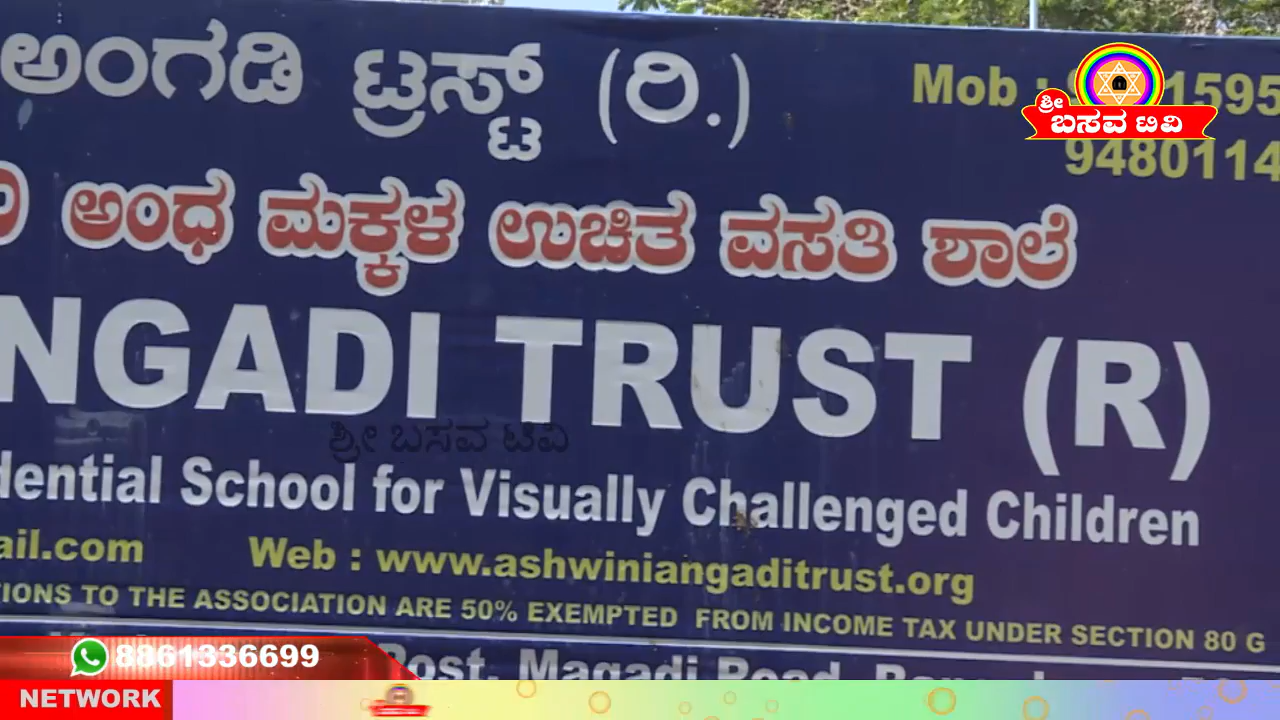 ಅಂಗಡಿ ಟ್ರಸ್ಟ್ (ರಿ.)
Mob :
1595
ಶ್ರೀ
ಬಸವ ಟಿವಿ
9480114
ಅಂಧ ಮಕ್ಕಳ ಉಚಿತ ವಸತಿ ಶಾಲೆ
NGADI TRUST (R)
ಶ್ರೀ ಬಸವ ಟಿವಿ
dential School for Visually Challenged Children
ail.com Web : www.ashwiniangaditrust.org
TIONS TO THE ASSOCIATION ARE 50% EXEMPTED FROM INCOME TAX UNDER SECTION 80 G
Post, Magadi Road,
8861336699
NETWORK